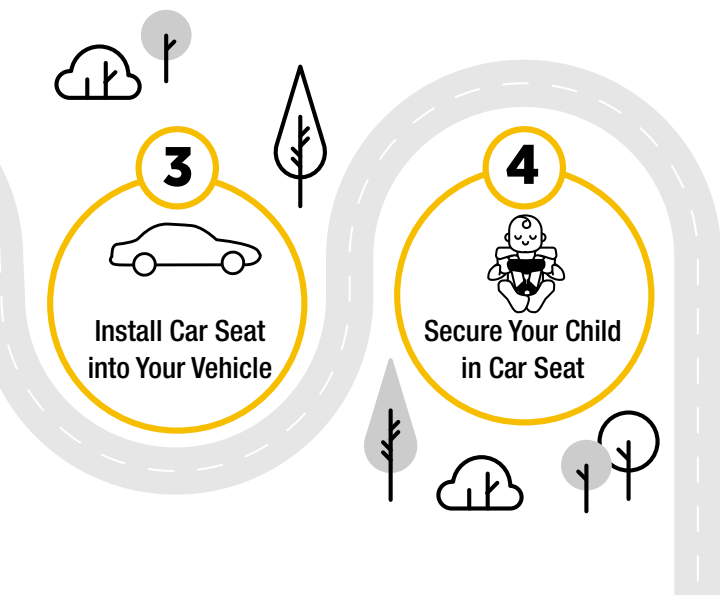 3
Install Car Seat
into Your Vehicle
4
Secure Your Child
in Car Seat